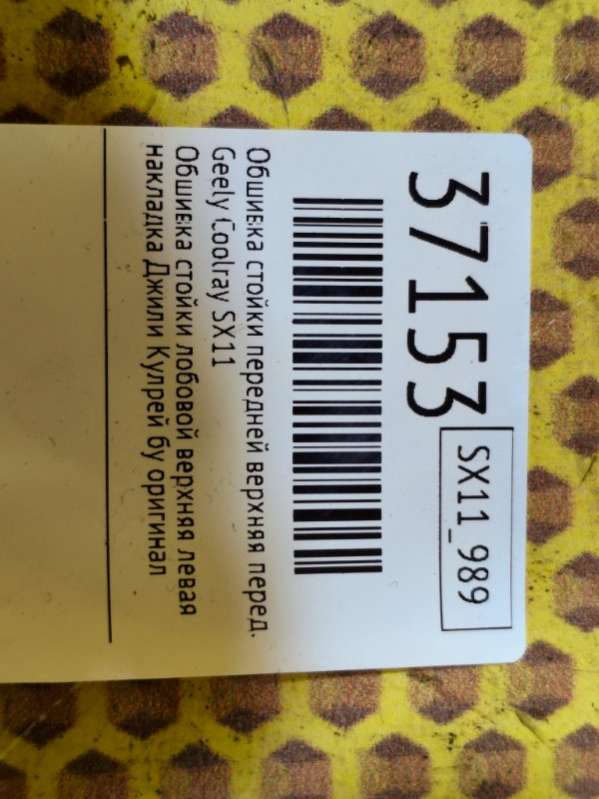 37153
SX11_989
Обшивка стойки передней верхняя перед.
Geely Coolray SX11
Обшивка стойки лобовой верхняя левая
накладка Джили Кулрей бу оригинал